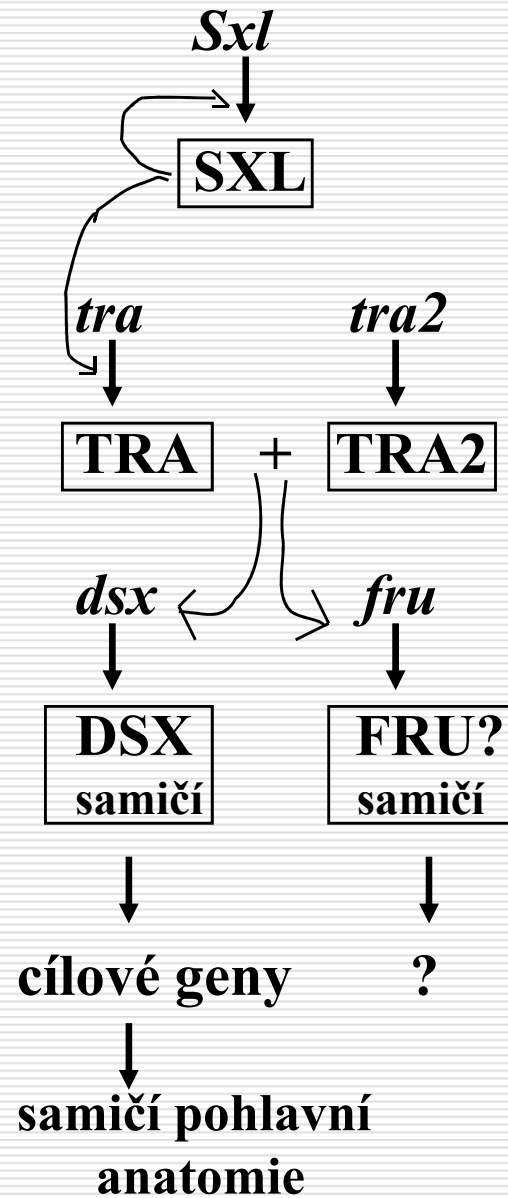 Sxl
SXL
tra tra2
TRA + TRA2
dsx fru
DSX FRU?
samičí samičí
cílové geny ?
samičí pohlavní
anatomie